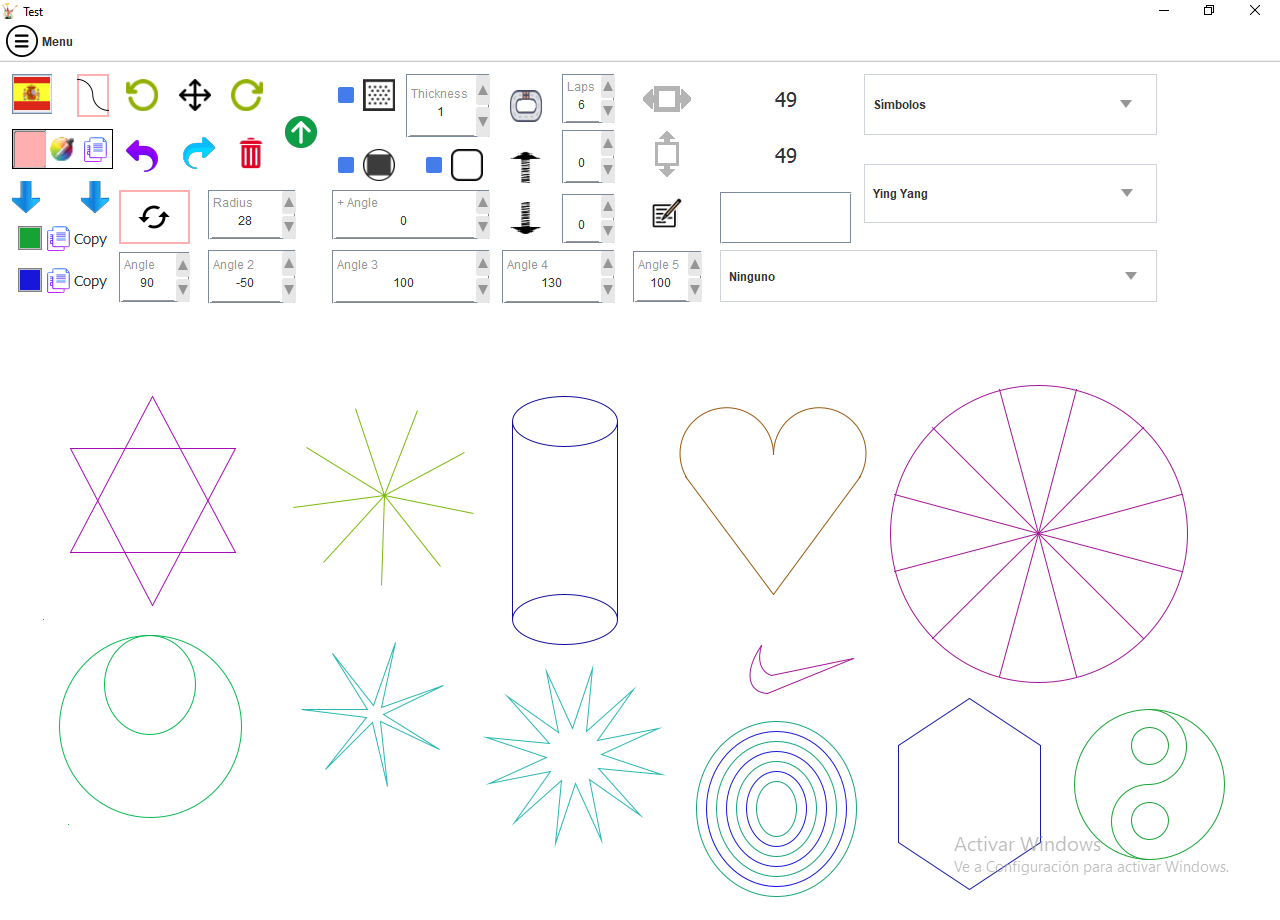 Test
Menu
Thickness
1
Laps
6
49
Simbolos
0
49
Radius
28
+ Angle
0
0
Ying Yang
Copy
Copy
Angle
90
Angle 2
-50
Angle 3
100
Angle 4
130
Angle 5
100
Ninguno
Activar Windows
Ve a Configuración para activar Windows.